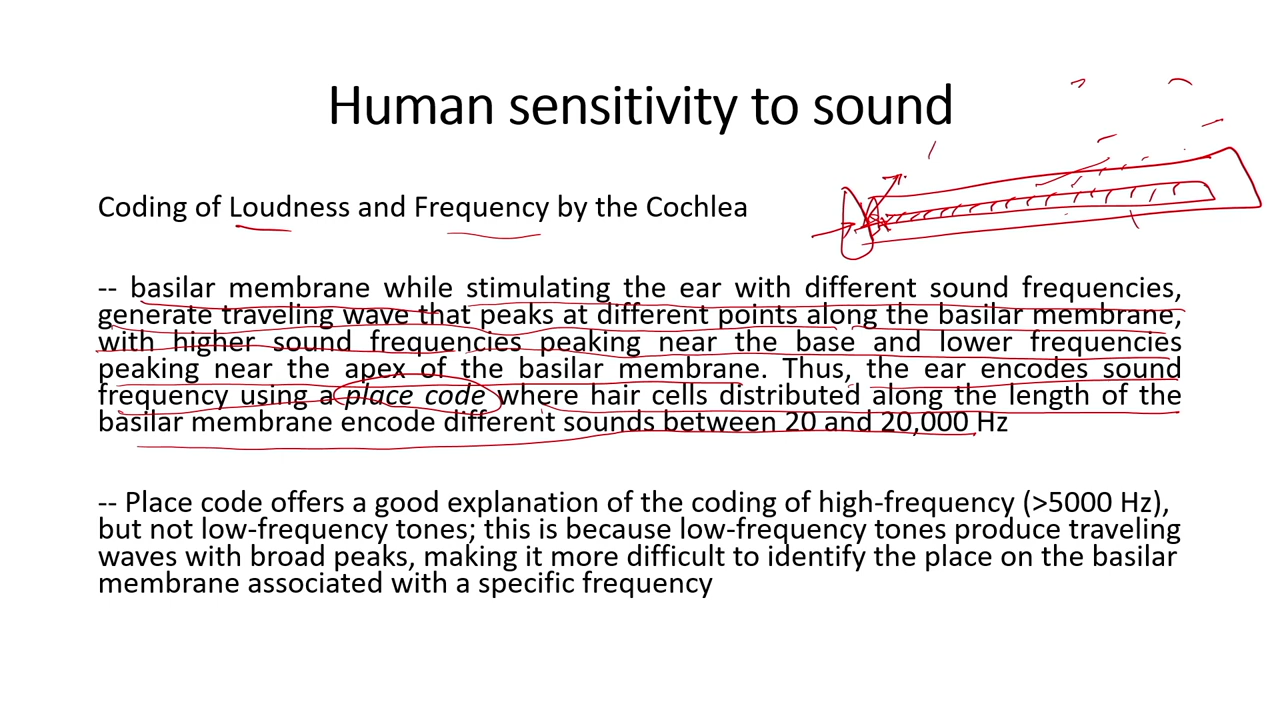 Human sensitivity to sound
Coding of Loudness and Frequency by the Cochlea
-- basilar membrane while stimulating the ear with different sound frequencies,
generate traveling wave that peaks at different points along the basilar membrane,
with higher sound frequencies peaking near the base and lower frequencies
peaking near the apex of the basilar membrane. Thus, the ear encodes sound
frequency using a place code where hair cells distributed along the length of the
basilar membrane encode different sounds between 20 and 20,000 Hz
-- Place code offers a good explanation of the coding of high-frequency (>5000 Hz),
but not low-frequency tones; this is because low-frequency tones produce traveling
waves with broad peaks, making it more difficult to identify the place on the basilar
membrane associated with a specific frequency